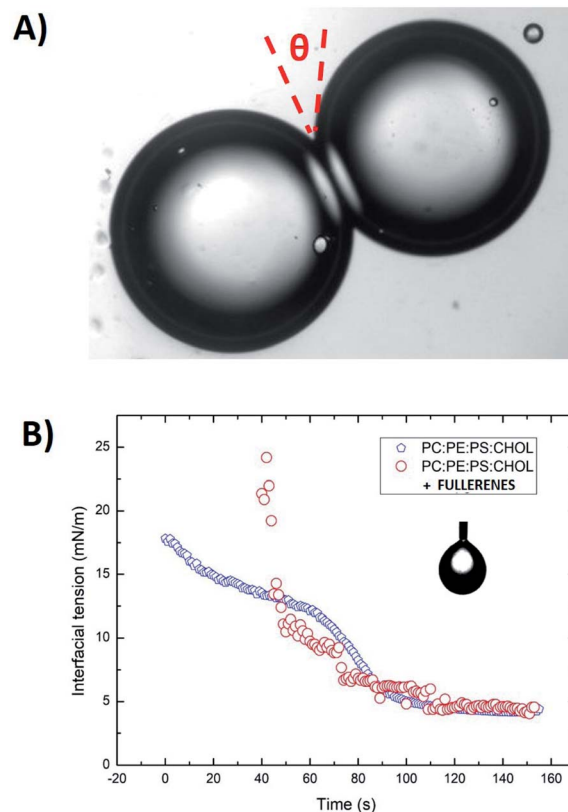 A)
θ
B)
25
20
15
10
5
0
Interfacial tension (mN/m)
PC:PE:PS:CHOL
PC:PE:PS:CHOL
+ FULLERENES
-20 0 20 40 60 80 100 120 140 160
Time (s)